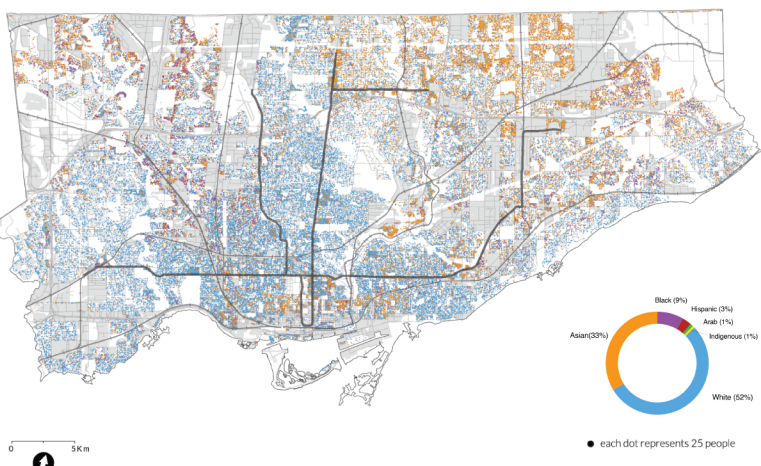 Black (9%)
Hispanic (3%)
Arab (1%)
Asian(33%)
Indigenous (1%)
White (52%)
each dot represents 25 people
0 5 Km